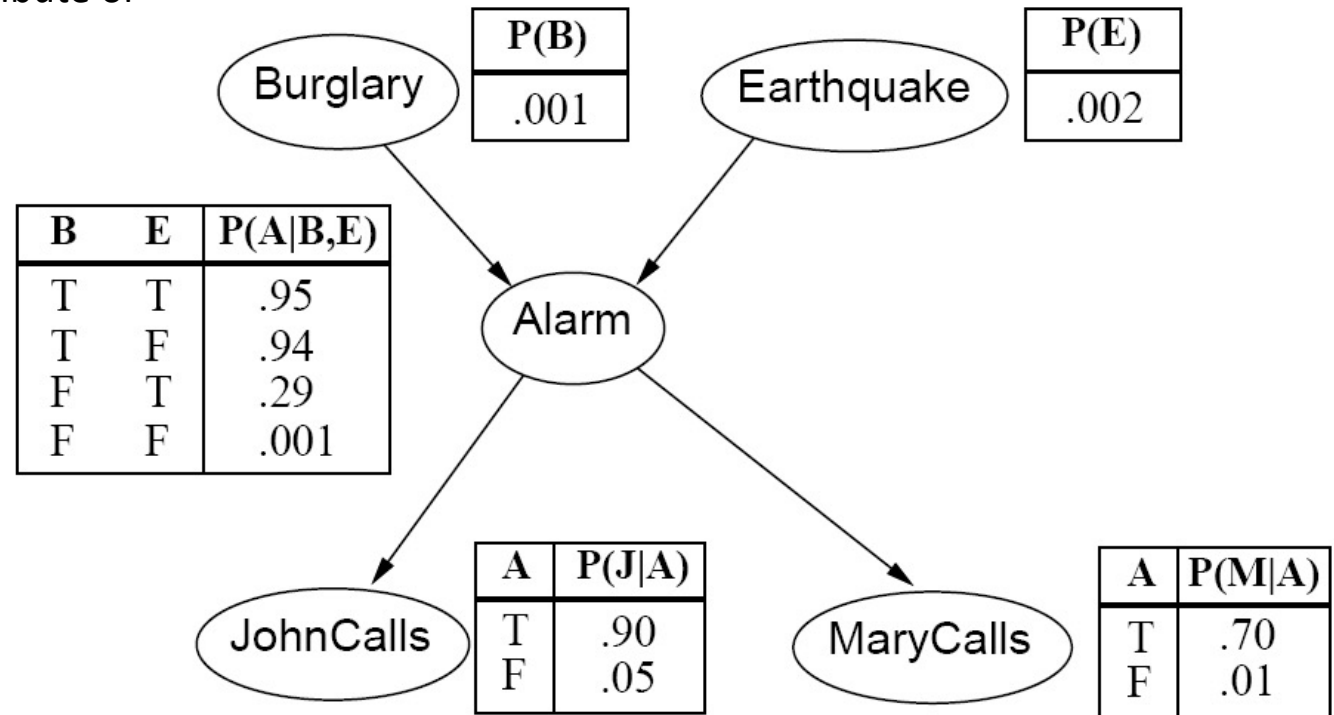 P(B)
.001
Burglary
P(E)
.002
Earthquake
B E P(A|B,E)
T T .95
T F .94
F T .29
F F .001
Alarm
JohnCalls
A P(J|A)
T .90
F .05
MaryCalls
A P(M|A)
T .70
F .01